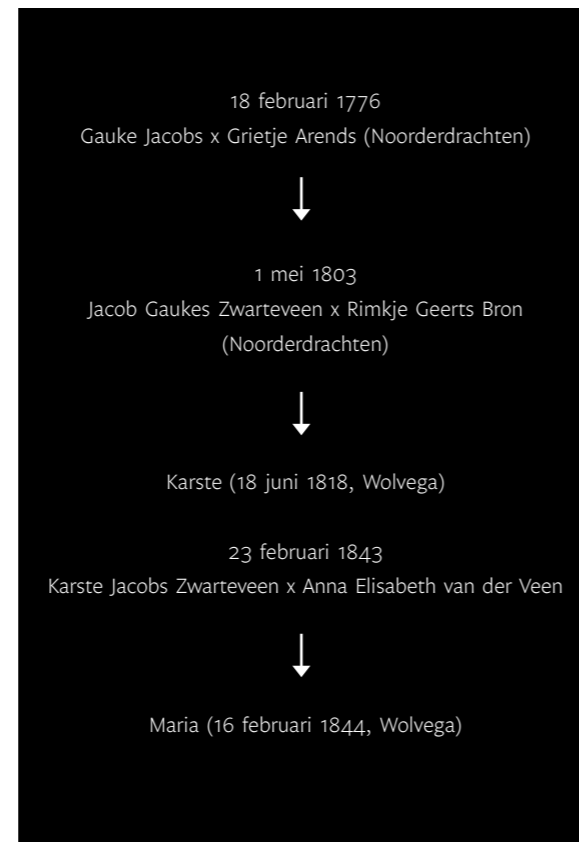 18 februari 1776
Gauke Jacobs x Grietje Arends (Noorderdrachten)
1 mei 1803
Jacob Gaukes Zwarteveen x Rimkje Geerts Bron
(Noorderdrachten)
Karste (18 juni 1818, Wolvega)
23 februari 1843
Karste Jacobs Zwarteveen x Anna Elisabeth van der Veen
Maria (16 februari 1844, Wolvega)